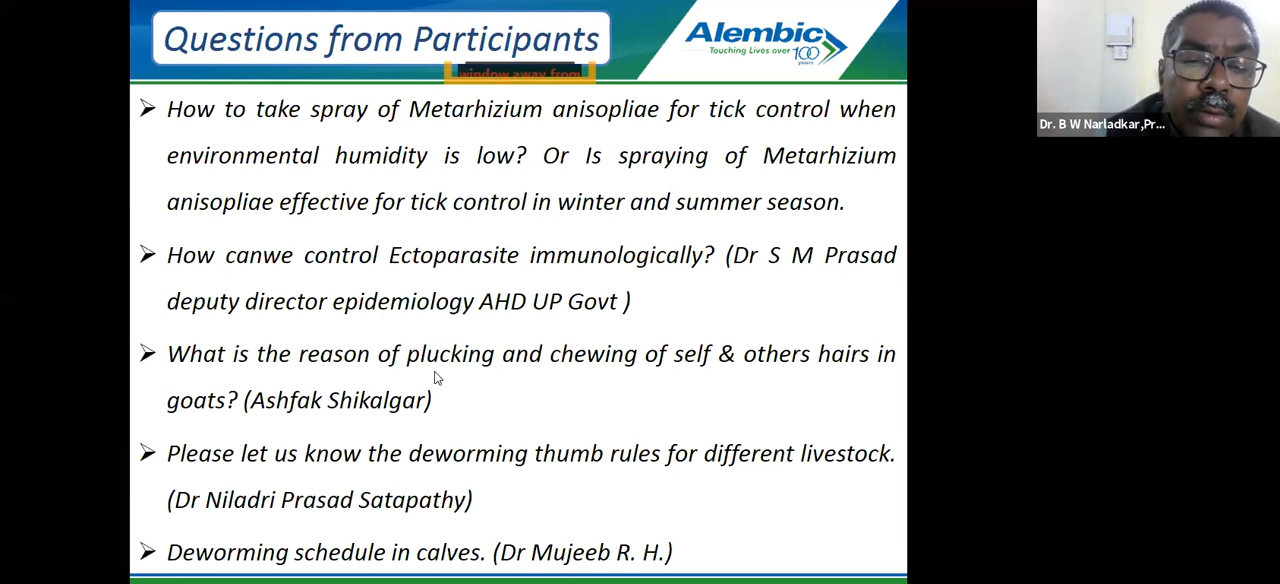 Questions from Participants
Alembic
Touching Lives over 100
years
window away from
Dr. B W Narladkar,Pr...
➢ How to take spray of Metarhizium anisopliae for tick control when
environmental humidity is low? Or Is spraying of Metarhizium
anisopliae effective for tick control in winter and summer season.
➢ How canwe control Ectoparasite immunologically? (Dr S M Prasad
deputy director epidemiology AHD UP Govt )
➢ What is the reason of plucking and chewing of self & others hairs in
goats? (Ashfak Shikalgar)
➢ Please let us know the deworming thumb rules for different livestock.
(Dr Niladri Prasad Satapathy)
➢ Deworming schedule in calves. (Dr Mujeeb R. H.)